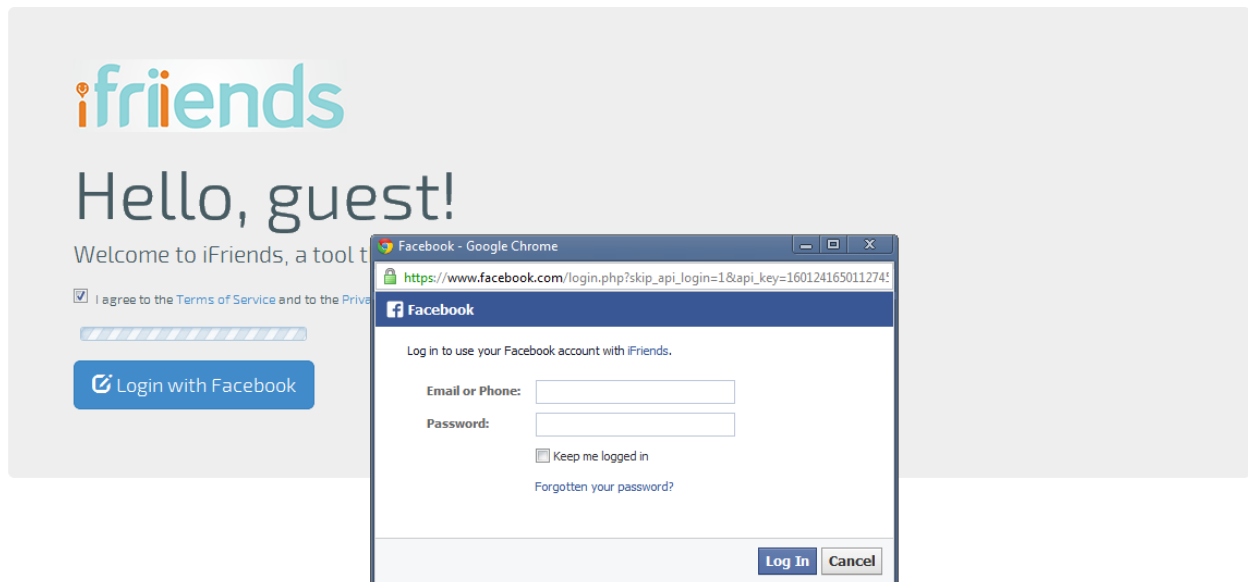 ifriiends
Hello, guest!
Welcome to iFriends, a tool t
I agree to the Terms of Service and to the Priva
Login with Facebook
Facebook - Google Chrome
https://www.facebook.com/login.php?skip_api_login=1&api_key=160124165011274
Facebook
Log in to use your Facebook account with iFriends.
Email or Phone:
Password:
Keep me logged in
Forgotten your password?
Log In
Cancel